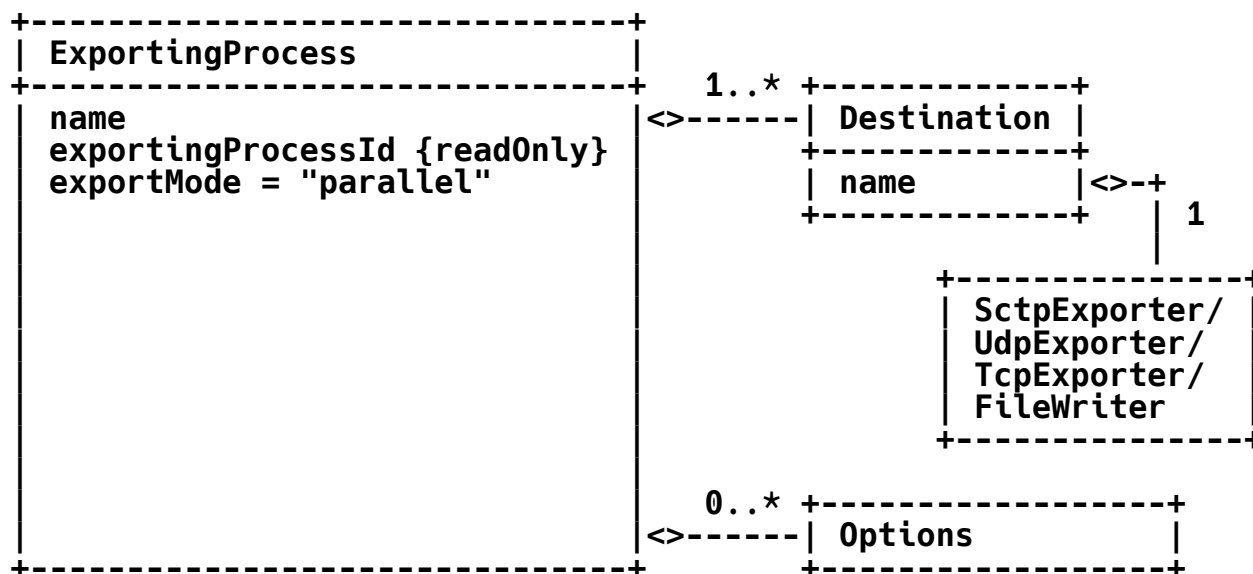 ExportingProcess
name
exportingProcessId {readOnly}
exportMode = "parallel"
1..*
<>------
Destination
name
<>-+
1
SctpExporter/
UdpExporter/
TcpExporter/
FileWriter
0..*
<>------
Options